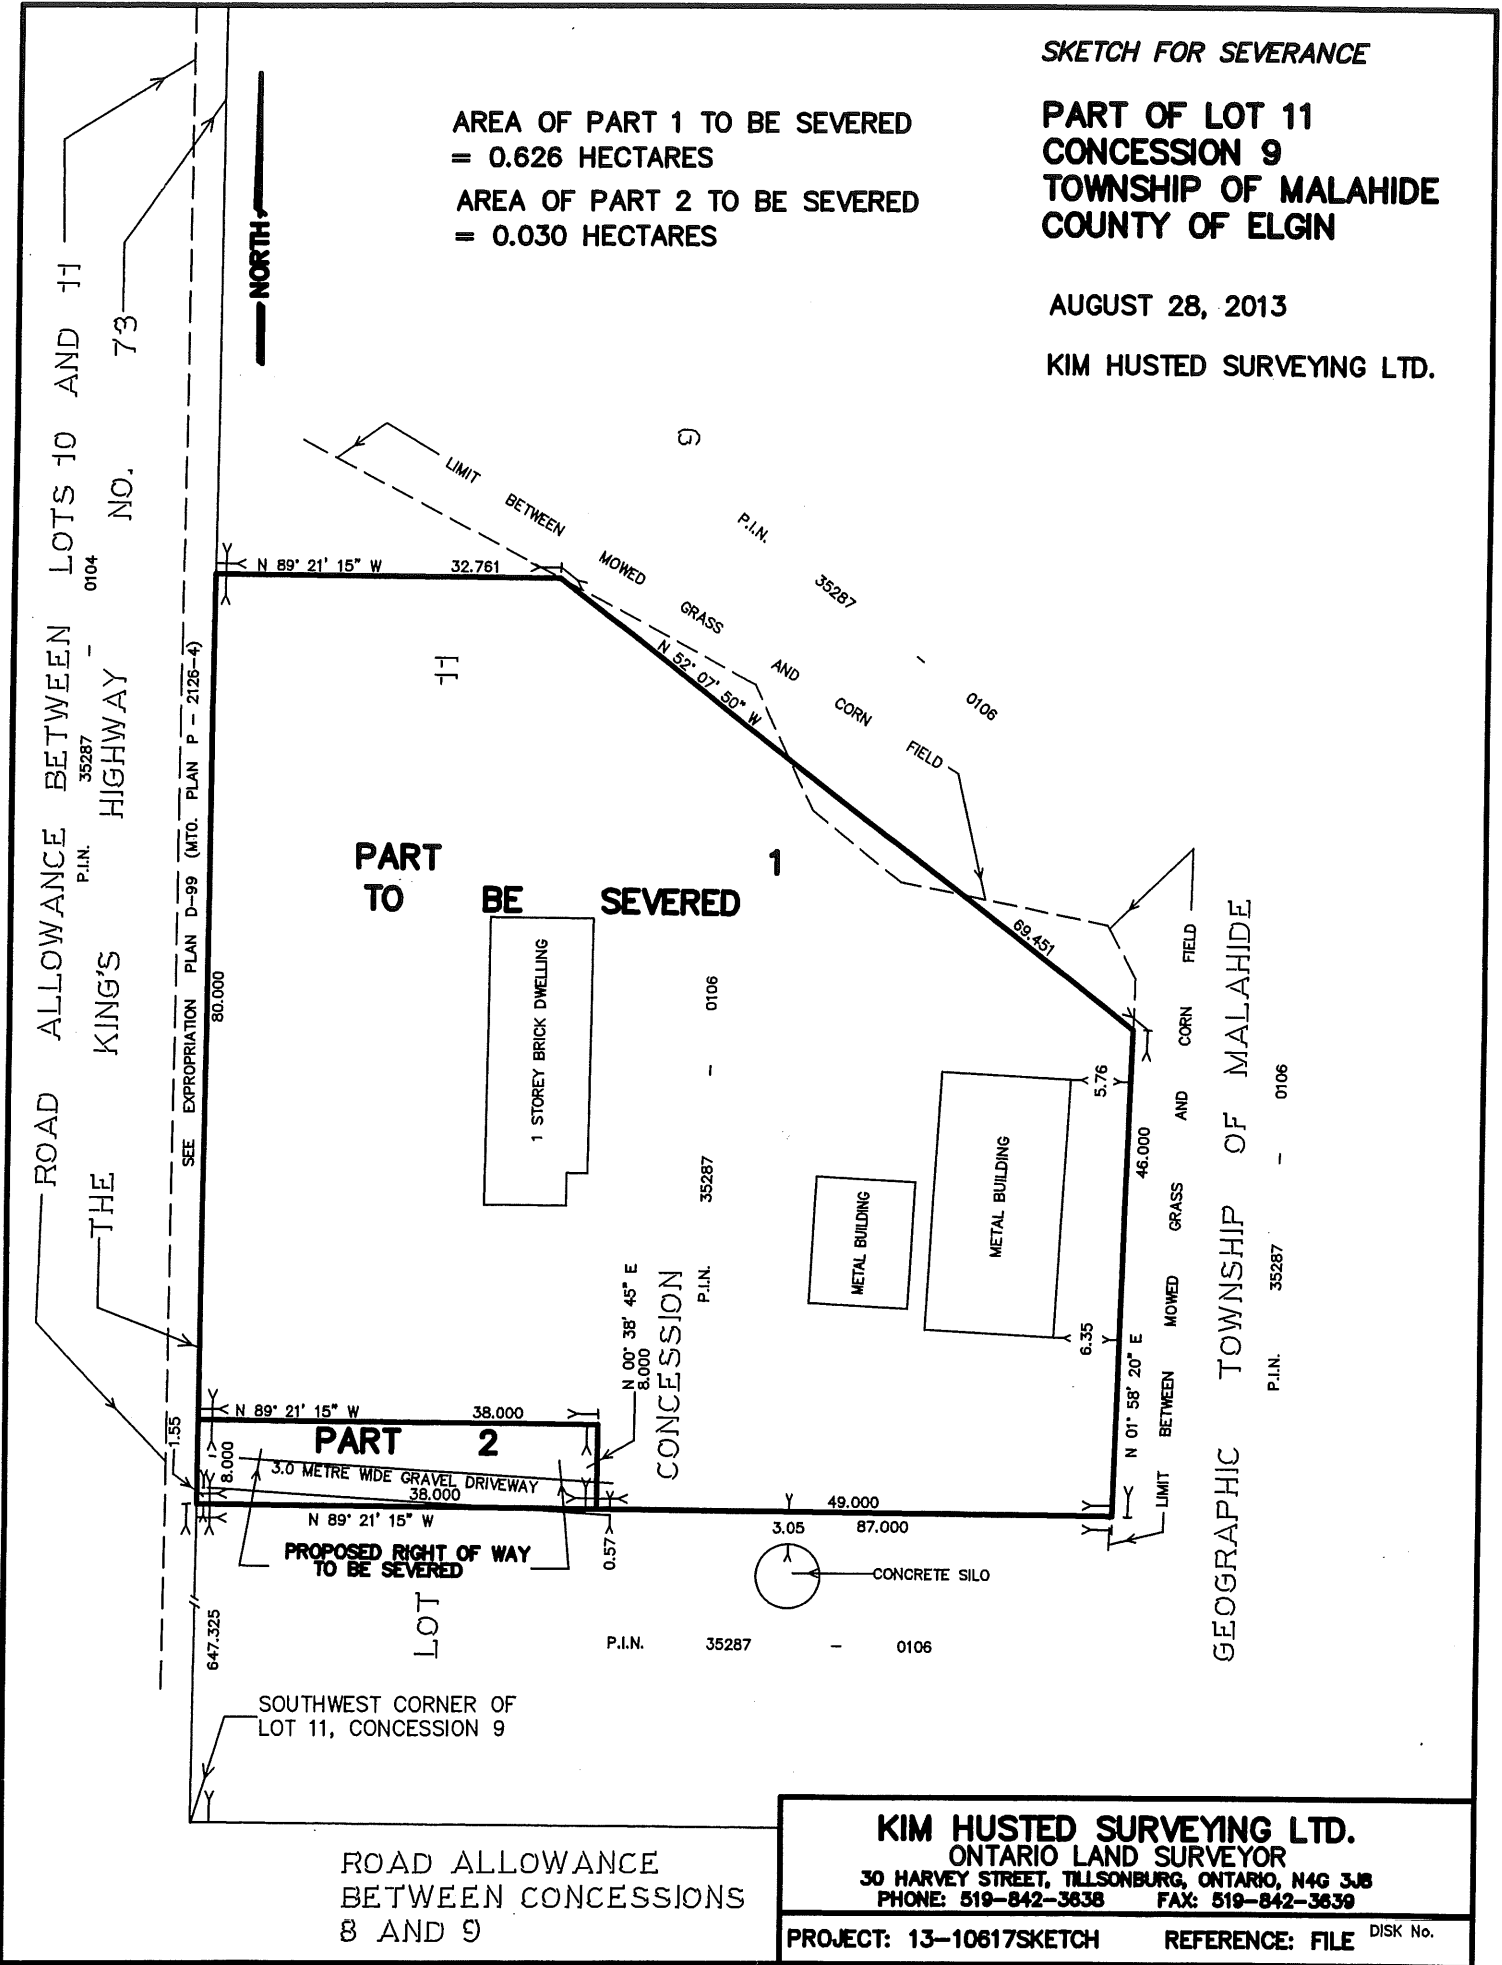 SKETCH FOR SEVERANCE
PART OF LOT 11
CONCESSION 9
TOWNSHIP OF MALAHIDE
COUNTY OF ELGIN
AUGUST 28, 2013
KIM HUSTED SURVEYING LTD.
AREA OF PART 1 TO BE SEVERED
= 0.626 HECTARES
AREA OF PART 2 TO BE SEVERED
= 0.030 HECTARES
NORTH
ROAD ALLOWANCE BETWEEN LOTS 10 AND 11
P.I.N. 35287 - 0104
THE KING'S HIGHWAY NO. 73
SEE EXPROPRIATION PLAN D-99 (MTO. PLAN P - 2126-4)
LIMIT BETWEEN MOWED GRASS AND CORN FIELD
G
P.I.N. 35287 - 0106
N 89° 21' 15" W 32.761
11
N 52° 07' 50" W
69.451
80.000
PART 1
TO BE SEVERED
1 STOREY BRICK DWELLING
P.I.N. 35287 - 0106
METAL BUILDING
METAL BUILDING
5.76
6.35
46.000
N 01° 58' 20" E
LIMIT BETWEEN MOWED GRASS AND CORN FIELD
GEOGRAPHIC TOWNSHIP OF MALAHIDE
P.I.N. 35287 - 0106
N 00° 38' 45" E
8.000
CONCESSION
N 89° 21' 15" W 38.000
PART 2
1.55
8.000
3.0 METRE WIDE GRAVEL DRIVEWAY
38.000
49.000
N 89° 21' 15" W
3.05
87.000
0.57
PROPOSED RIGHT OF WAY
TO BE SEVERED
CONCRETE SILO
LOT
P.I.N. 35287 - 0106
647.325
SOUTHWEST CORNER OF
LOT 11, CONCESSION 9
ROAD ALLOWANCE
BETWEEN CONCESSIONS
8 AND 9
KIM HUSTED SURVEYING LTD.
ONTARIO LAND SURVEYOR
30 HARVEY STREET, TILLSONBURG, ONTARIO, N4G 3J8
PHONE: 519-842-3638 FAX: 519-842-3639
PROJECT: 13-10617SKETCH REFERENCE: FILE DISK No.